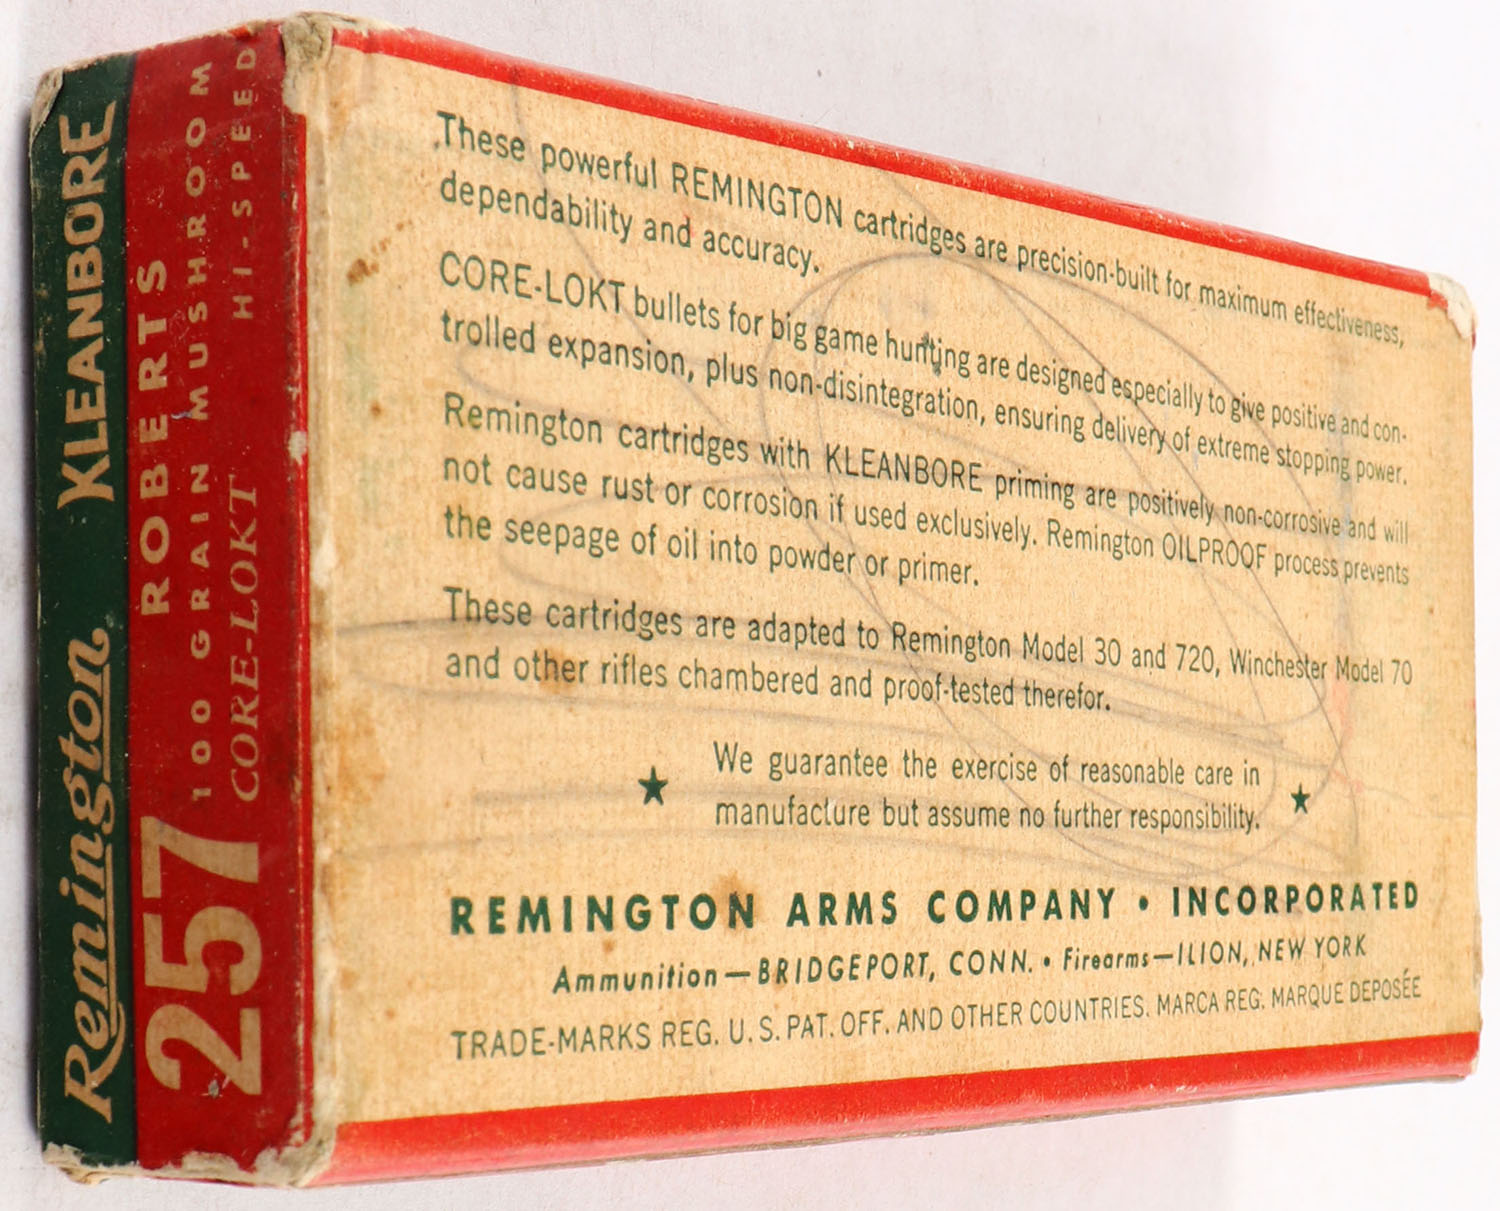 Remington KLEANBORE
257 ROBERTS
100 GRAIN MUSHROOM
CORE-LOKT HI-SPEED
These powerful REMINGTON cartridges are precision-built for maximum effectiveness,
dependability and accuracy.
CORE-LOKT bullets for big game hunting are designed especially to give positive and con-
trolled expansion, plus non-disintegration, ensuring delivery of extreme stopping power.
Remington cartridges with KLEANBORE priming are positively non-corrosive and will
not cause rust or corrosion if used exclusively. Remington OILPROOF process prevents
the seepage of oil into powder or primer.
These cartridges are adapted to Remington Model 30 and 720, Winchester Model 70
and other rifles chambered and proof-tested therefor.
★ We guarantee the exercise of reasonable care in
manufacture but assume no further responsibility. ★
REMINGTON ARMS COMPANY • INCORPORATED
Ammunition—BRIDGEPORT, CONN. • Firearms—ILION, NEW YORK
TRADE-MARKS REG. U. S. PAT. OFF. AND OTHER COUNTRIES. MARCA REG. MARQUE DEPOSÉE